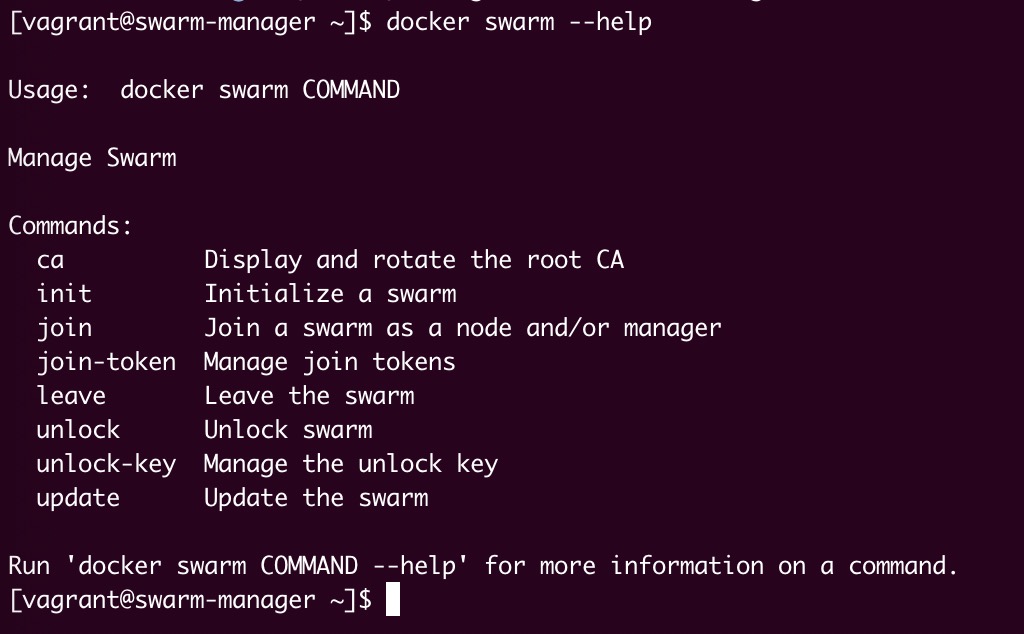 [vagrant@swarm-manager ~]$ docker swarm --help
Usage:  docker swarm COMMAND
Manage Swarm
Commands:
  ca          Display and rotate the root CA
  init        Initialize a swarm
  join        Join a swarm as a node and/or manager
  join-token  Manage join tokens
  leave       Leave the swarm
  unlock      Unlock swarm
  unlock-key  Manage the unlock key
  update      Update the swarm
Run 'docker swarm COMMAND --help' for more information on a command.
[vagrant@swarm-manager ~]$